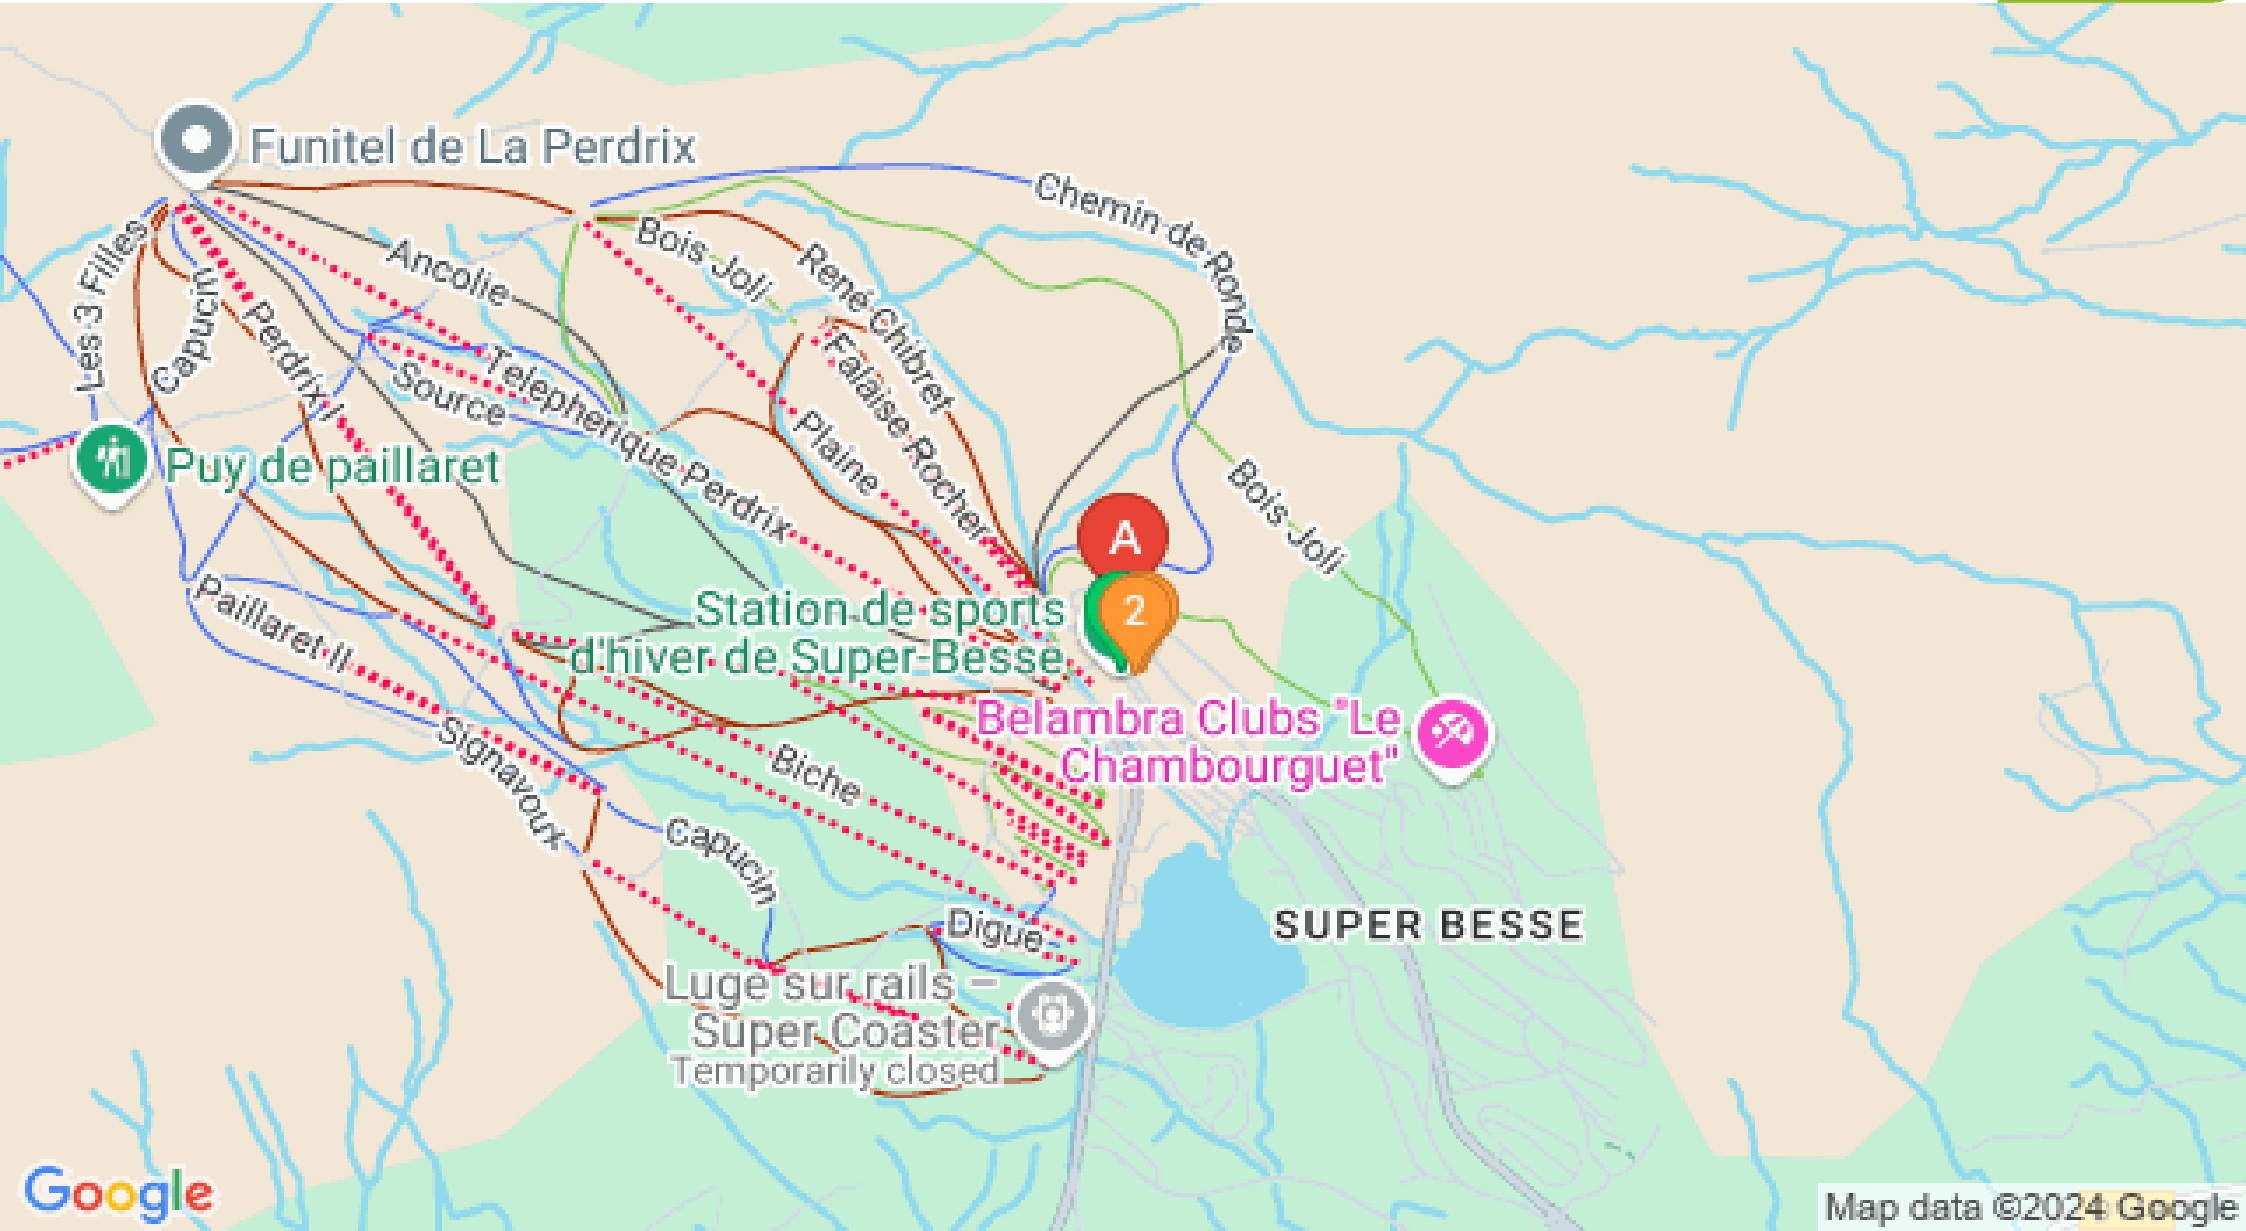 Funitel de La Perdrix
Chemin de Ronde
Bois Joli
René Chibret
Ancolie
Les 3 Filles
Capucin
Perdrix I
Telepherique Perdrix
Source
Falaise Rocher
Plaine
Puy de paillaret
Bois Joli
A
2
Station de sports
d'hiver de Super-Besse
Paillaret II
Belambra Clubs "Le
Chambourguet"
Signavoux
Biche
Capucin
Digue
SUPER BESSE
Luge sur rails –
Super Coaster
Temporarily closed
Google
Map data ©2024 Google